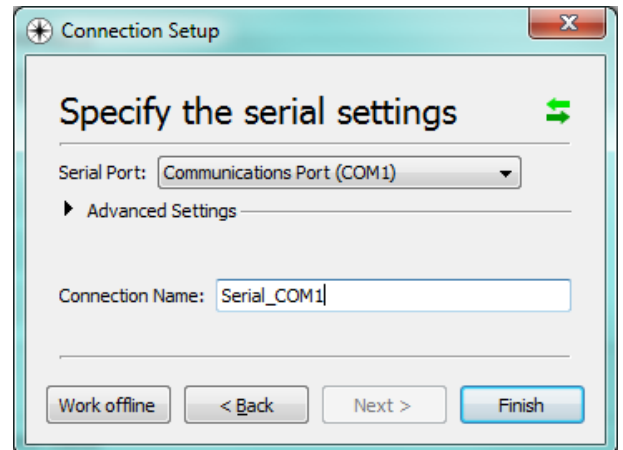 Connection Setup
Specify the serial settings
Serial Port: Communications Port (COM1)
Advanced Settings
Connection Name: Serial_COM1
Work offline < Back Next > Finish